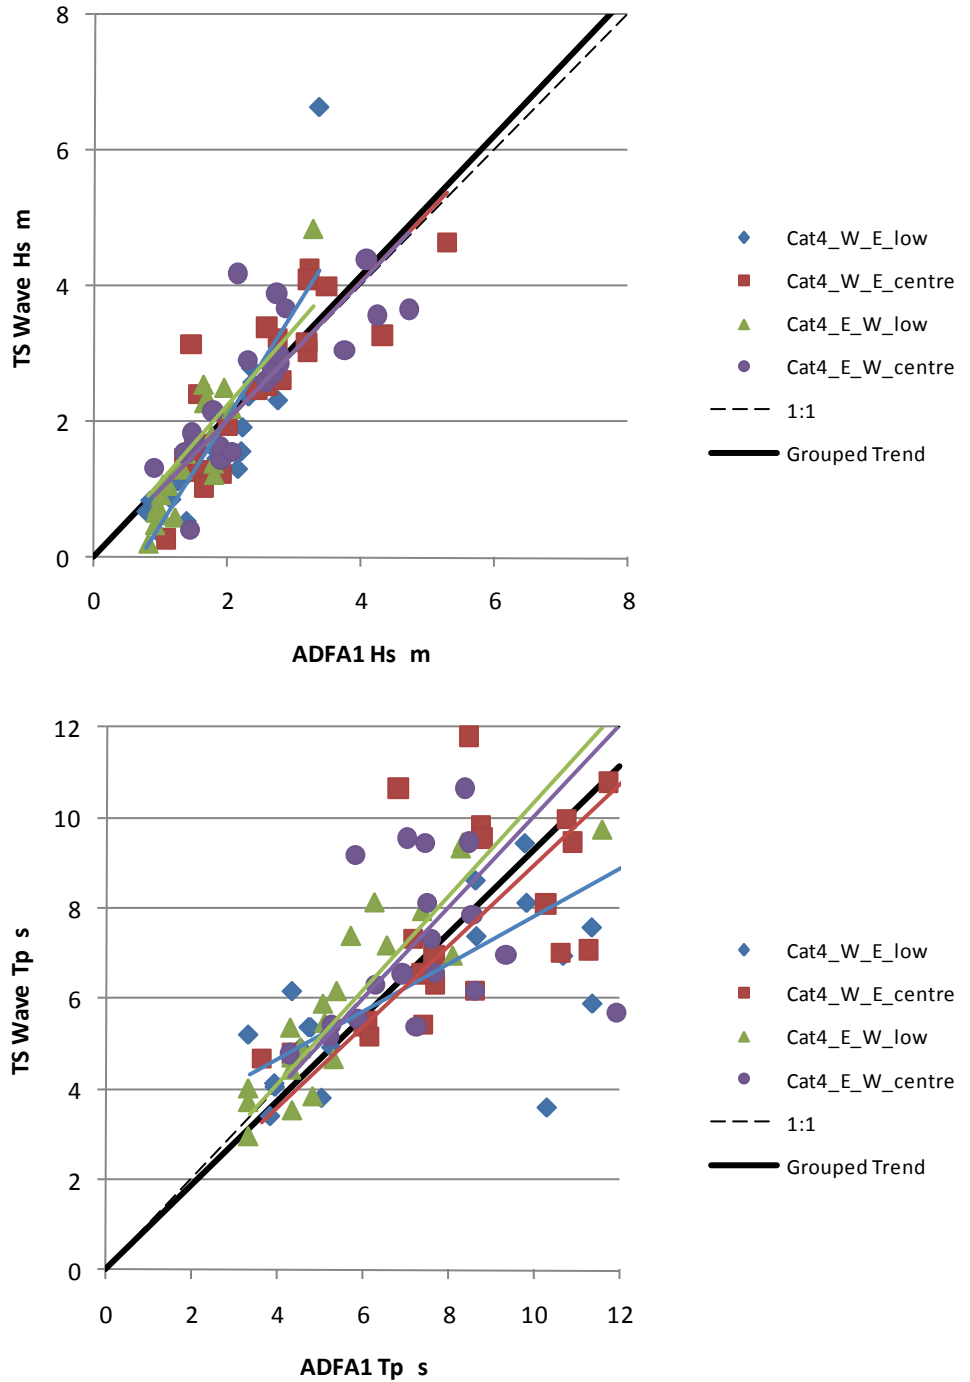 8
6
4
2
0
0 2 4 6 8
TS Wave Hs m
ADFA1 Hs m
Cat4_W_E_low
Cat4_W_E_centre
Cat4_E_W_low
Cat4_E_W_centre
1:1
Grouped Trend
12
10
8
6
4
2
0
0 2 4 6 8 10 12
TS Wave Tp s
ADFA1 Tp s
Cat4_W_E_low
Cat4_W_E_centre
Cat4_E_W_low
Cat4_E_W_centre
1:1
Grouped Trend